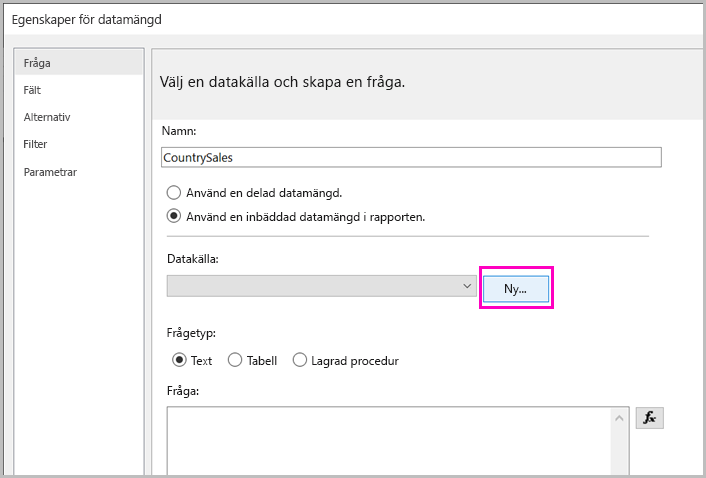 Egenskaper för datamängd
Fråga
Fält
Alternativ
Filter
Parametrar
Välj en datakälla och skapa en fråga.
Namn:
CountrySales
Använd en delad datamängd.
Använd en inbäddad datamängd i rapporten.
Datakälla:
Ny...
Frågetyp:
Text Tabell Lagrad procedur
Fråga:
fx